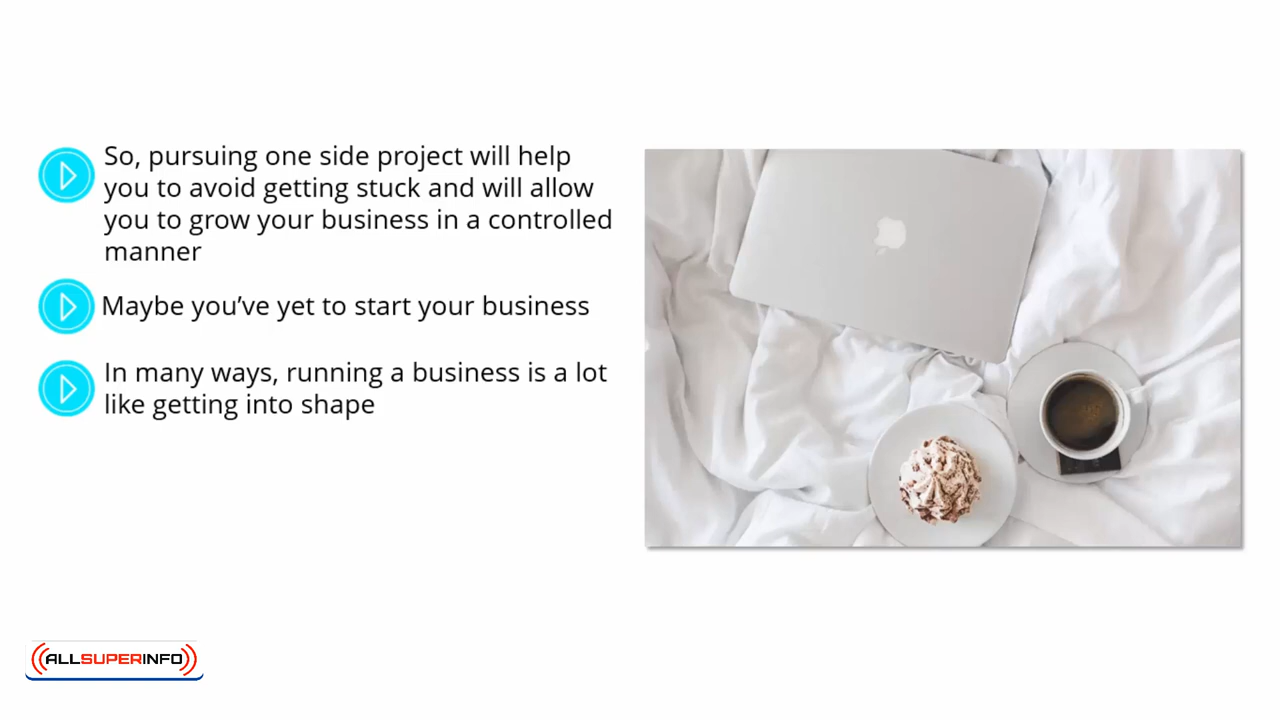 So, pursuing one side project will help
you to avoid getting stuck and will allow
you to grow your business in a controlled
manner
Maybe you’ve yet to start your business
In many ways, running a business is a lot
like getting into shape
ALLSUPERINFO